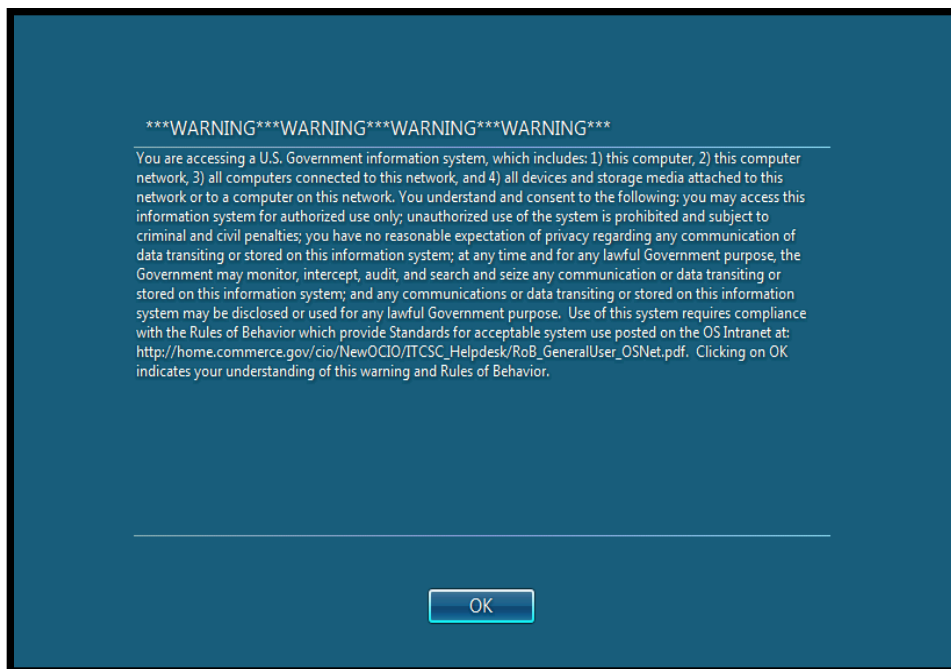 ***WARNING***WARNING***WARNING***WARNING***
You are accessing a U.S. Government information system, which includes: 1) this computer, 2) this computer
network, 3) all computers connected to this network, and 4) all devices and storage media attached to this
network or to a computer on this network. You understand and consent to the following: you may access this
information system for authorized use only; unauthorized use of the system is prohibited and subject to
criminal and civil penalties; you have no reasonable expectation of privacy regarding any communication of
data transiting or stored on this information system; at any time and for any lawful Government purpose, the
Government may monitor, intercept, audit, and search and seize any communication or data transiting or
stored on this information system; and any communications or data transiting or stored on this information
system may be disclosed or used for any lawful Government purpose.  Use of this system requires compliance
with the Rules of Behavior which provide Standards for acceptable system use posted on the OS Intranet at:
http://home.commerce.gov/cio/NewOCIO/ITCSC_Helpdesk/RoB_GeneralUser_OSNet.pdf.  Clicking on OK
indicates your understanding of this warning and Rules of Behavior.
OK